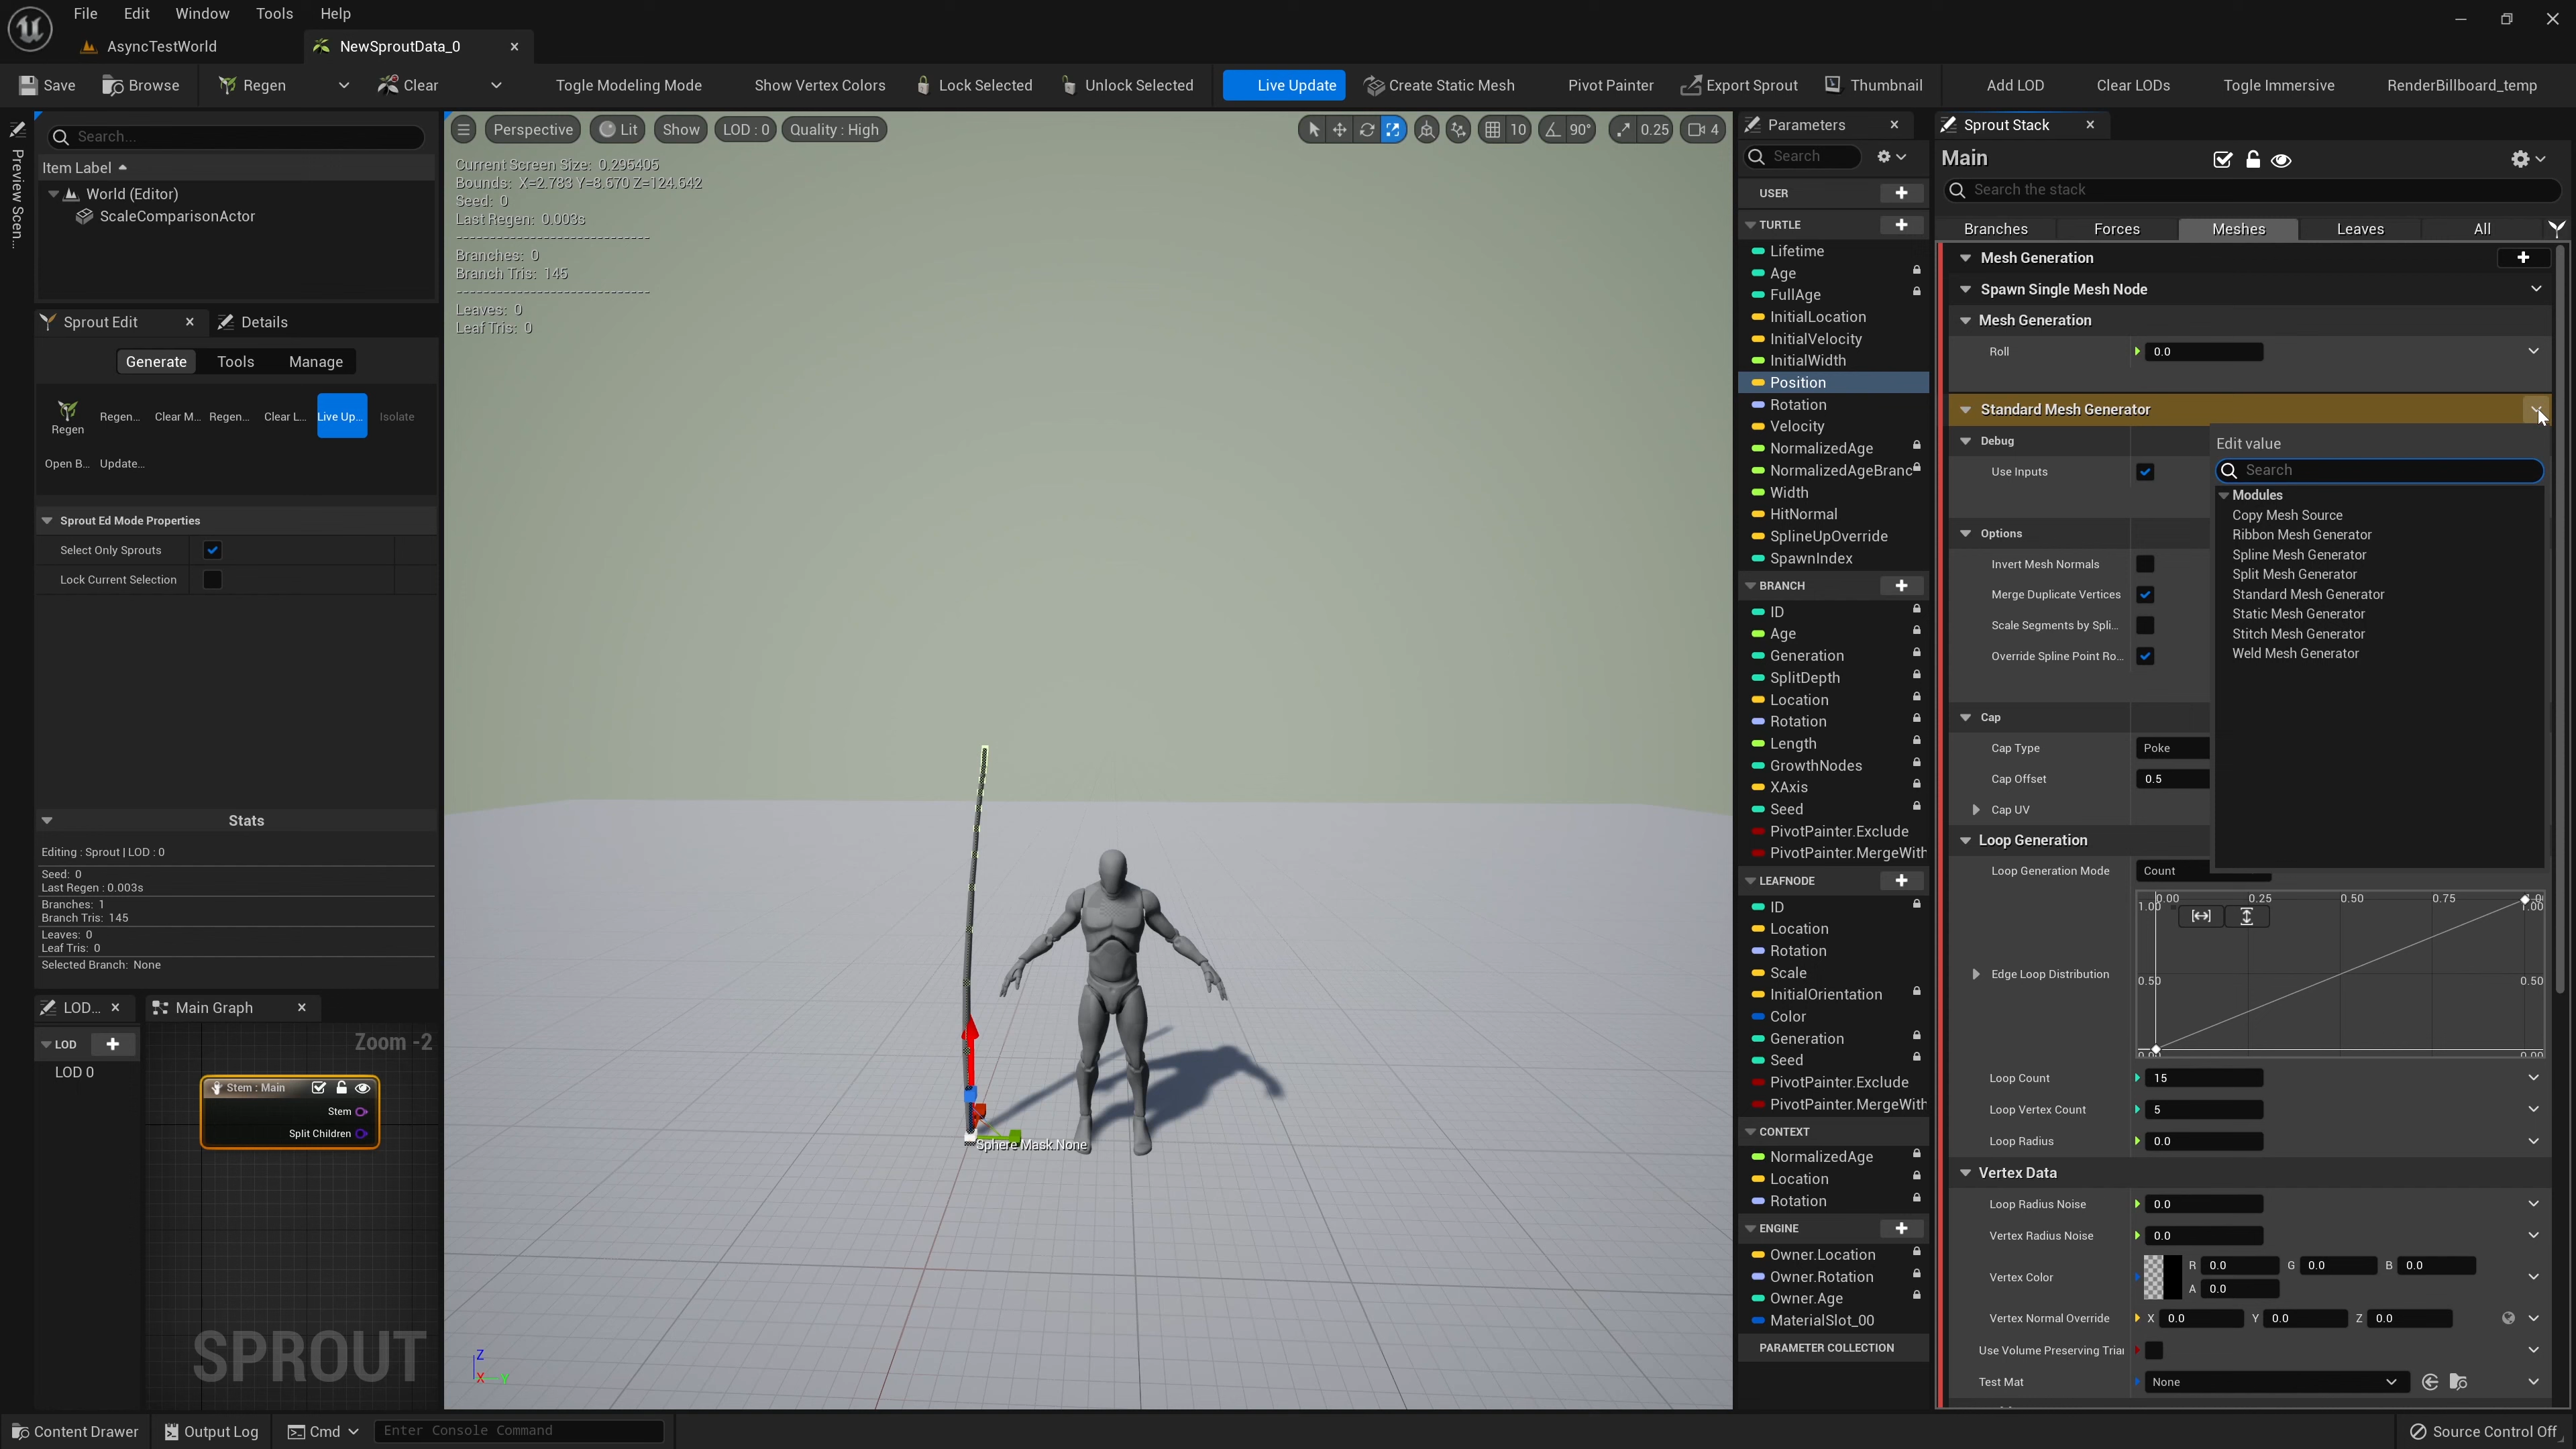 File Edit Window Tools Help
AsyncTestWorld NewSproutData_0
Save Browse Regen Clear Togle Modeling Mode Show Vertex Colors Lock Selected Unlock Selected Live Update Create Static Mesh Pivot Painter Export Sprout Thumbnail Add LOD Clear LODs Togle Immersive RenderBillboard_temp
Preview Scen...
Search...
Item Label
World (Editor)
ScaleComparisonActor
Sprout Edit Details
Generate Tools Manage
Regen Regen... Clear M... Regen... Clear L... Live Up... Isolate
Open B... Update...
Sprout Ed Mode Properties
Select Only Sprouts
Lock Current Selection
Stats
Editing : Sprout | LOD : 0
Seed: 0
Last Regen : 0.003s
Branches: 1
Branch Tris: 145
Leaves: 0
Leaf Tris: 0
Selected Branch: None
LOD... Main Graph
LOD
LOD 0
Zoom -2
Stem : Main
Stem
Split Children
SPROUT
Perspective Lit Show LOD : 0 Quality : High 10 90° 0.25 4
Current Screen Size: 0.295405
Bounds: X=2.783 Y=8.670 Z=124.642
Seed: 0
Last Regen: 0.003s
-----------------------------
Branches: 0
Branch Tris: 145
-----------------------------
Leaves: 0
Leaf Tris: 0
Sphere Mask None
Z
X Y
Parameters
Search
USER
TURTLE
Lifetime
Age
FullAge
InitialLocation
InitialVelocity
InitialWidth
Position
Rotation
Velocity
NormalizedAge
NormalizedAgeBranc
Width
HitNormal
SplineUpOverride
SpawnIndex
BRANCH
ID
Age
Generation
SplitDepth
Location
Rotation
Length
GrowthNodes
XAxis
Seed
PivotPainter.Exclude
PivotPainter.MergeWith
LEAFNODE
ID
Location
Rotation
Scale
InitialOrientation
Color
Generation
Seed
PivotPainter.Exclude
PivotPainter.MergeWith
CONTEXT
NormalizedAge
Location
Rotation
ENGINE
Owner.Location
Owner.Rotation
Owner.Age
MaterialSlot_00
PARAMETER COLLECTION
Sprout Stack
Main
Search the stack
Branches Forces Meshes Leaves All
Mesh Generation
Spawn Single Mesh Node
Mesh Generation
Roll 0.0
Standard Mesh Generator
Debug
Use Inputs
Options
Invert Mesh Normals
Merge Duplicate Vertices
Scale Segments by Spli...
Override Spline Point Ro...
Cap
Cap Type Poke
Cap Offset 0.5
Cap UV
Edit value
Search
Modules
Copy Mesh Source
Ribbon Mesh Generator
Spline Mesh Generator
Split Mesh Generator
Standard Mesh Generator
Static Mesh Generator
Stitch Mesh Generator
Weld Mesh Generator
Loop Generation
Loop Generation Mode Count
0.00 0.25 0.50 0.75
1.00 1.00
Edge Loop Distribution
0.50 0.50
0.00 0.00
Loop Count 15
Loop Vertex Count 5
Loop Radius 0.0
Vertex Data
Loop Radius Noise 0.0
Vertex Radius Noise 0.0
Vertex Color R 0.0 G 0.0 B 0.0
A 0.0
Vertex Normal Override X 0.0 Y 0.0 Z 0.0
Use Volume Preserving Tria
Test Mat None
Content Drawer Output Log Cmd Enter Console Command Source Control Off